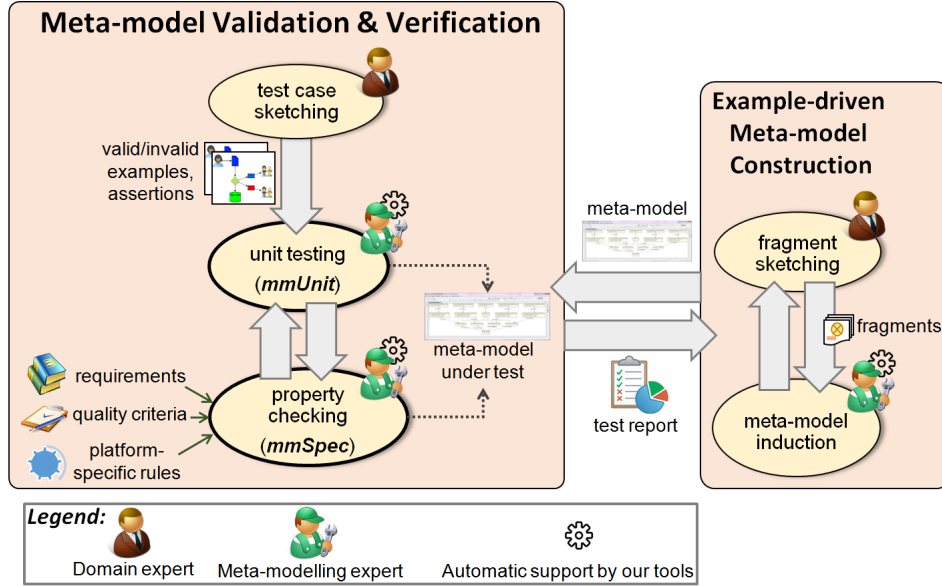 Meta-model Validation & Verification
test case
sketching
valid/invalid
examples,
assertions
unit testing
(mmUnit)
property
checking
(mmSpec)
requirements
quality criteria
platform-
specific rules
meta-model
under test
meta-model
test report
Example-driven
Meta-model
Construction
fragment
sketching
fragments
meta-model
induction
Legend:
Domain expert
Meta-modelling expert
Automatic support by our tools